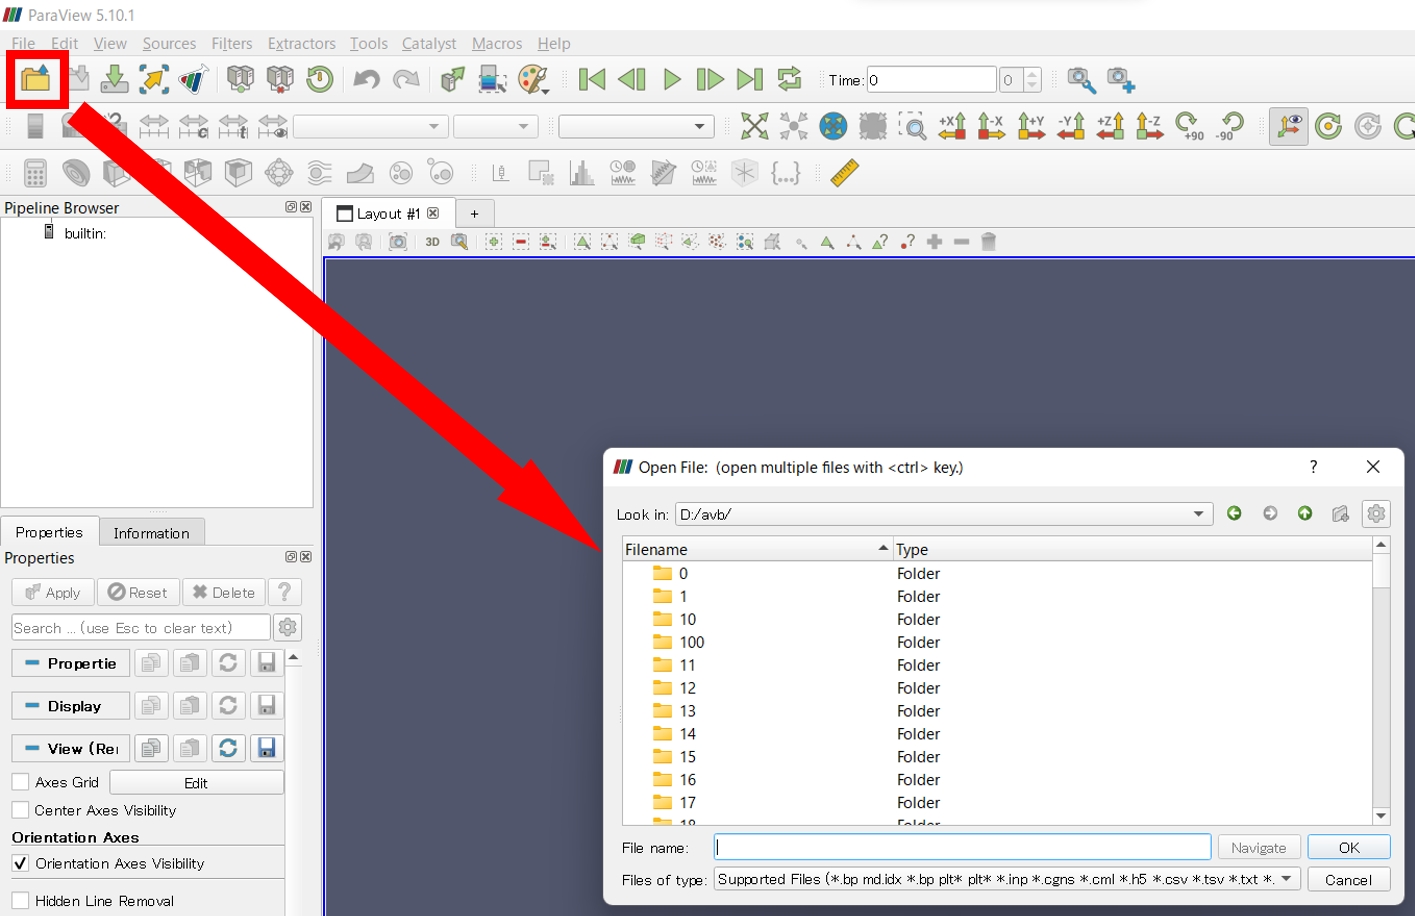 ParaView 5.10.1
File Edit View Sources Filters Extractors Tools Catalyst Macros Help
Time: 0 0
+X -X +Y -Y +Z -Z +90 -90
Pipeline Browser
builtin:
Layout #1 +
3D
Properties Information
Properties
Apply Reset Delete ?
Search ... (use Esc to clear text)
Propertie
Display
View (Rei
Axes Grid Edit
Center Axes Visibility
Orientation Axes
Orientation Axes Visibility
Hidden Line Removal
Open File: (open multiple files with <ctrl> key.) ?
Look in: D:/avb/
Filename Type
0 Folder
1 Folder
10 Folder
100 Folder
11 Folder
12 Folder
13 Folder
14 Folder
15 Folder
16 Folder
17 Folder
18 Folder
File name: Navigate OK
Files of type: Supported Files (*.bp md.idx *.bp plt* plt* *.inp *.cgns *.cml *.h5 *.csv *.tsv *.txt *. Cancel